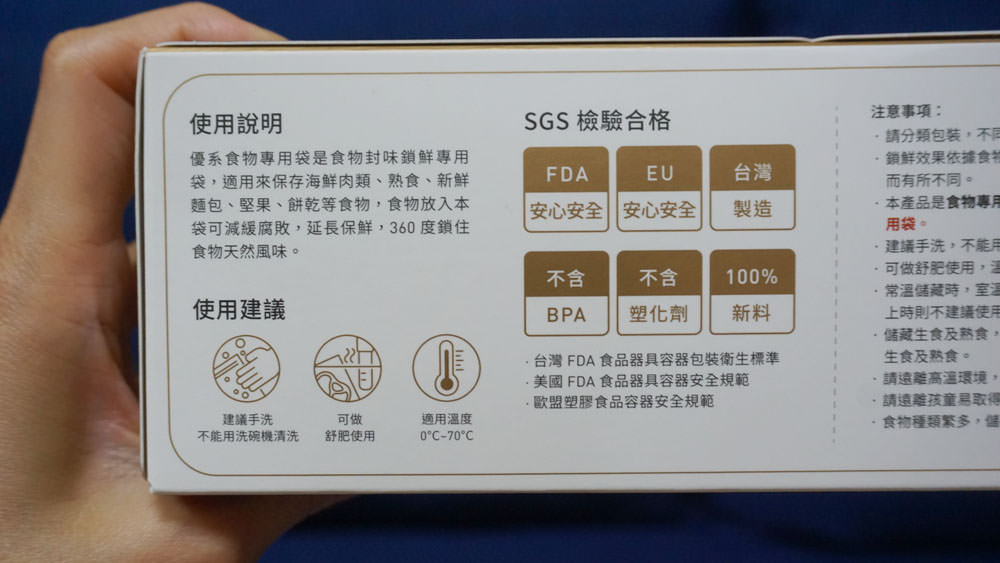 使用說明
優系食物專用袋是食物封味鎖鮮專用
袋，適用來保存海鮮肉類、熟食、新鮮
麵包、堅果、餅乾等食物，食物放入本
袋可減緩腐敗，延長保鮮，360 度鎖住
食物天然風味。
使用建議
建議手洗
不能用洗碗機清洗
可做
舒肥使用
適用溫度
0°C~70°C
SGS 檢驗合格
FDA
安心安全
EU
安心安全
台灣
製造
不含
BPA
不含
塑化劑
100%
新料
· 台灣 FDA 食品器具容器包裝衛生標準
· 美國 FDA 食品器具容器安全規範
· 歐盟塑膠食品容器安全規範
注意事項：
· 請分類包裝，不同
· 鎖鮮效果依據食物
而有所不同。
· 本產品是食物專用
用袋。
· 建議手洗，不能用
· 可做舒肥使用，溫
· 常溫儲藏時，室溫
上時則不建議使用
· 儲藏生食及熟食，
生食及熟食。
· 請遠離高溫環境，
· 請遠離孩童易取得
· 食物種類繁多，儲